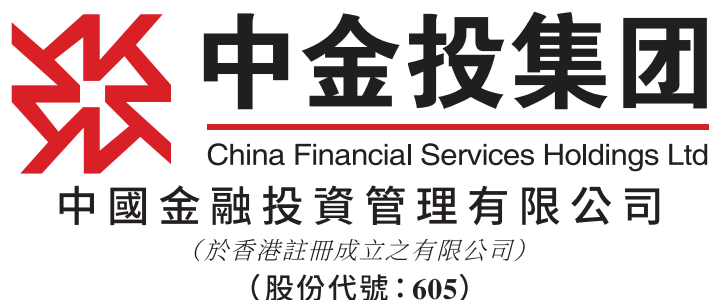 中金投集团
China Financial Services Holdings Ltd
中國金融投資管理有限公司
（於香港註冊成立之有限公司）
（股份代號：605）